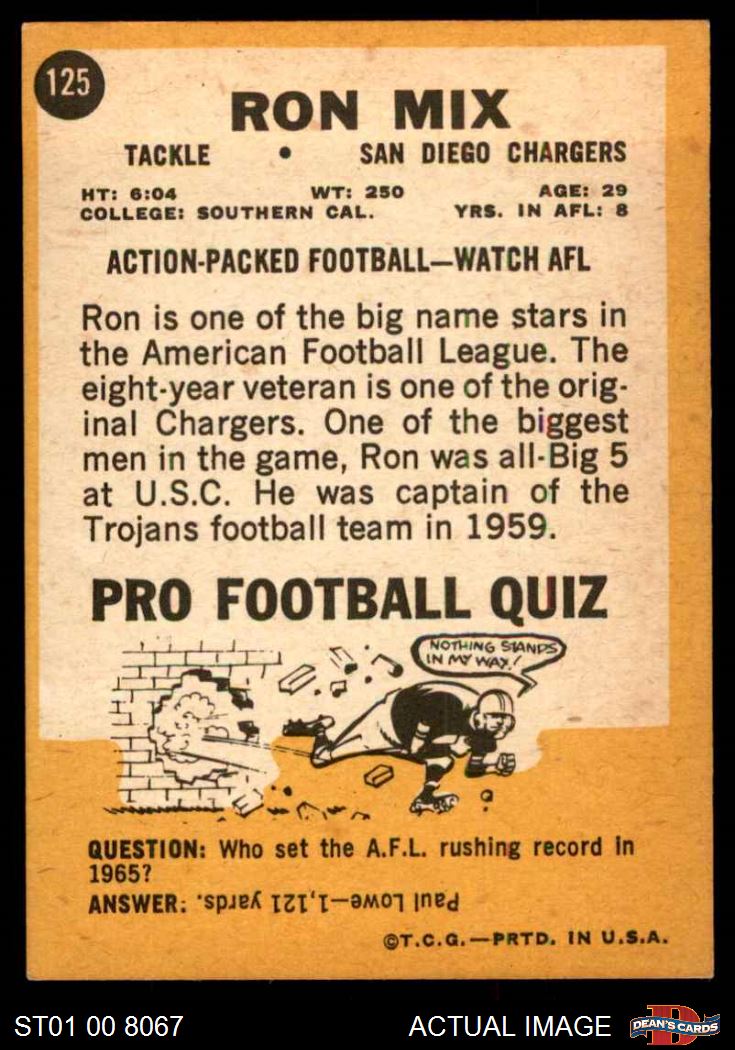 125
RON MIX
TACKLE • SAN DIEGO CHARGERS
HT: 6:04 WT: 250 AGE: 29
COLLEGE: SOUTHERN CAL. YRS. IN AFL: 8
ACTION-PACKED FOOTBALL—WATCH AFL
Ron is one of the big name stars in
the American Football League. The
eight-year veteran is one of the orig-
inal Chargers. One of the biggest
men in the game, Ron was all-Big 5
at U.S.C. He was captain of the
Trojans football team in 1959.
PRO FOOTBALL QUIZ
NOTHING STANDS
IN MY WAY!
QUESTION: Who set the A.F.L. rushing record in
1965?
ANSWER: Paul Lowe—1,121 yards.
©T.C.G.—PRTD. IN U.S.A.
ST01 00 8067 ACTUAL IMAGE D DEAN'S CARDS